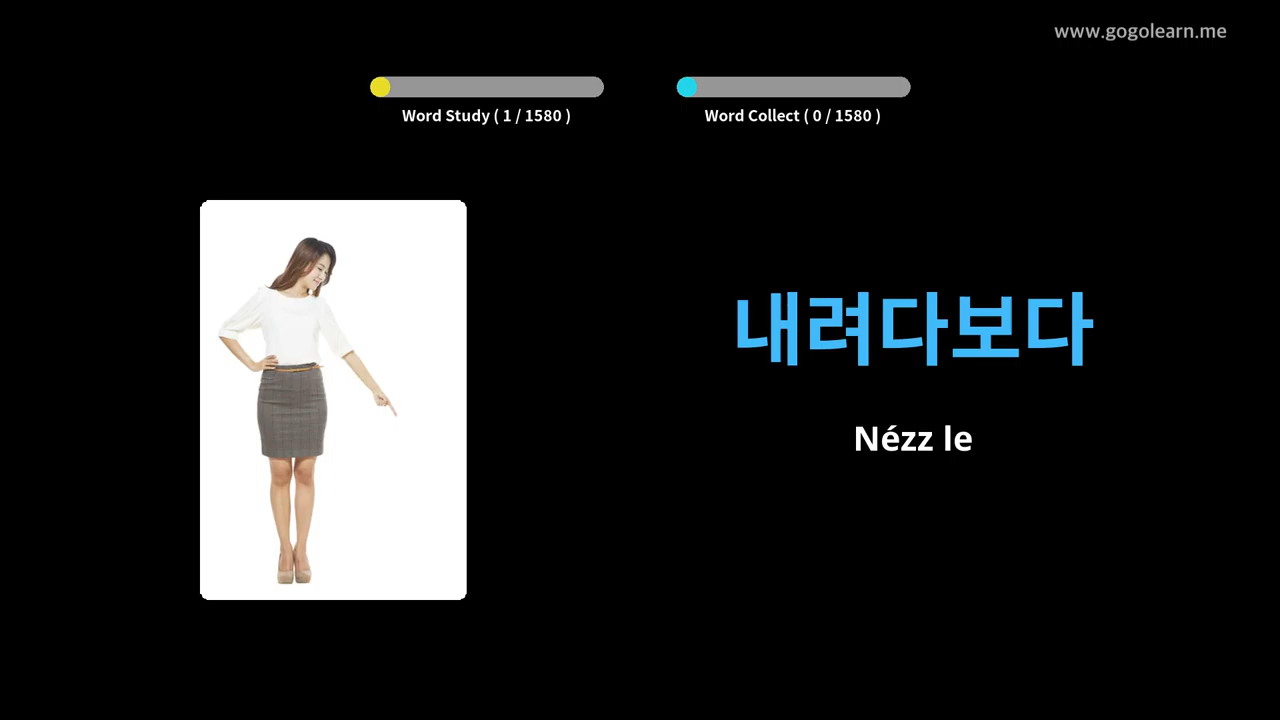 www.gogolearn.me
Word Study ( 1 / 1580 )
Word Collect ( 0 / 1580 )
내려다보다
Nézz le